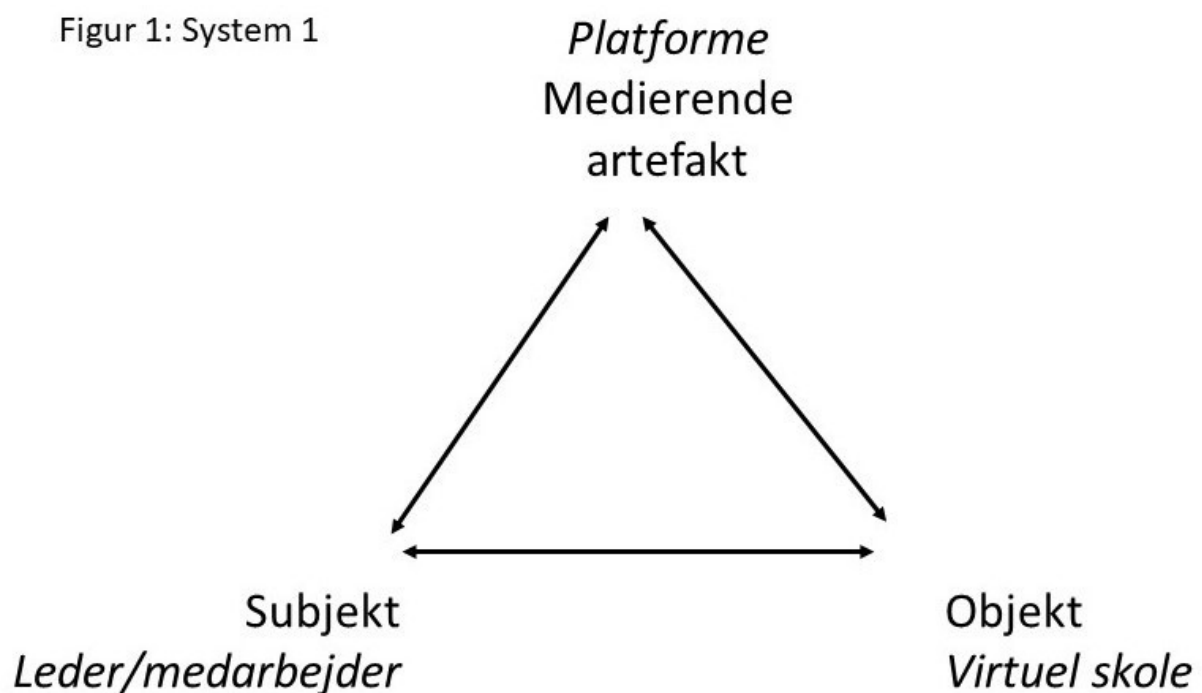 Figur 1: System 1
Platforme
Medierende
artefakt
Subjekt
Leder/medarbejder
Objekt
Virtuel skole